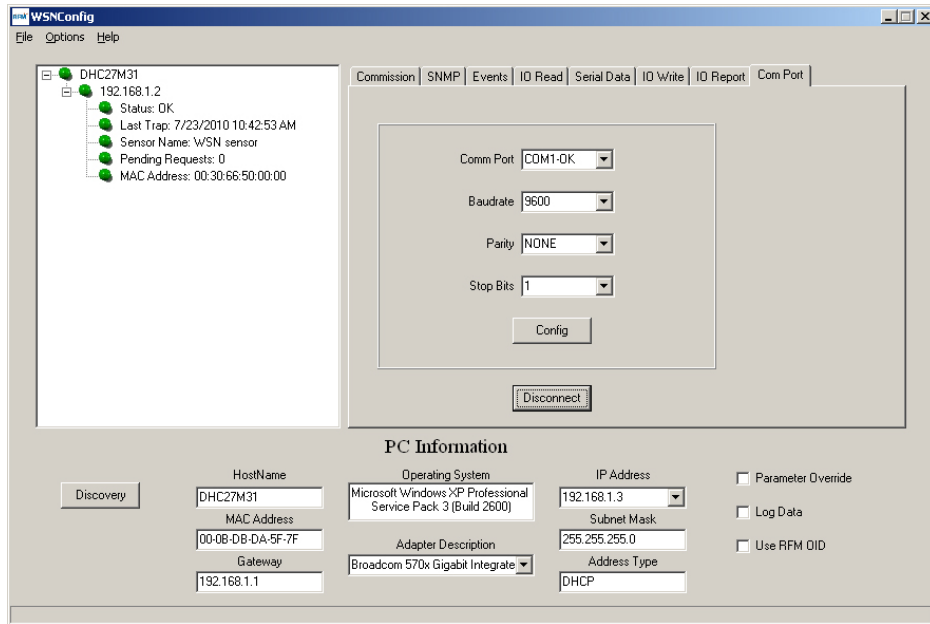 RFM WSNConfig
File Options Help
DHC27M31
192.168.1.2
Status: OK
Last Trap: 7/23/2010 10:42:53 AM
Sensor Name: WSN sensor
Pending Requests: 0
MAC Address: 00:30:66:50:00:00
Commission SNMP Events IO Read Serial Data IO Write IO Report Com Port
Comm Port COM1-OK
Baudrate 9600
Parity NONE
Stop Bits 1
Config
Disconnect
PC Information
Discovery
HostName
DHC27M31
MAC Address
00-0B-DB-DA-5F-7F
Gateway
192.168.1.1
Operating System
Microsoft Windows XP Professional
Service Pack 3 (Build 2600)
Adapter Description
Broadcom 570x Gigabit Integrate
IP Address
192.168.1.3
Subnet Mask
255.255.255.0
Address Type
DHCP
Parameter Override
Log Data
Use RFM OID